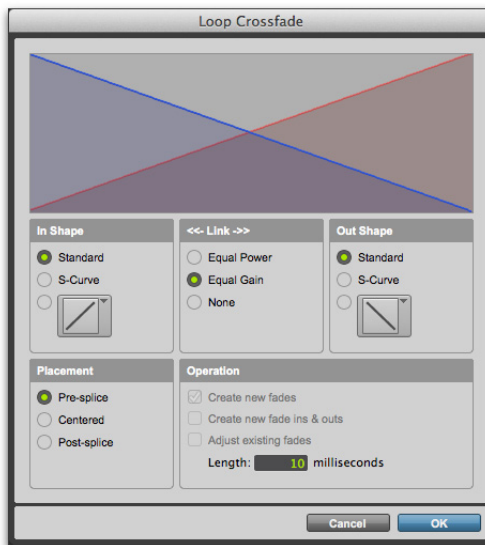 Loop Crossfade
In Shape
Standard
S-Curve
<<- Link ->>
Equal Power
Equal Gain
None
Out Shape
Standard
S-Curve
Placement
Pre-splice
Centered
Post-splice
Operation
Create new fades
Create new fade ins & outs
Adjust existing fades
Length: 10 milliseconds
Cancel
OK